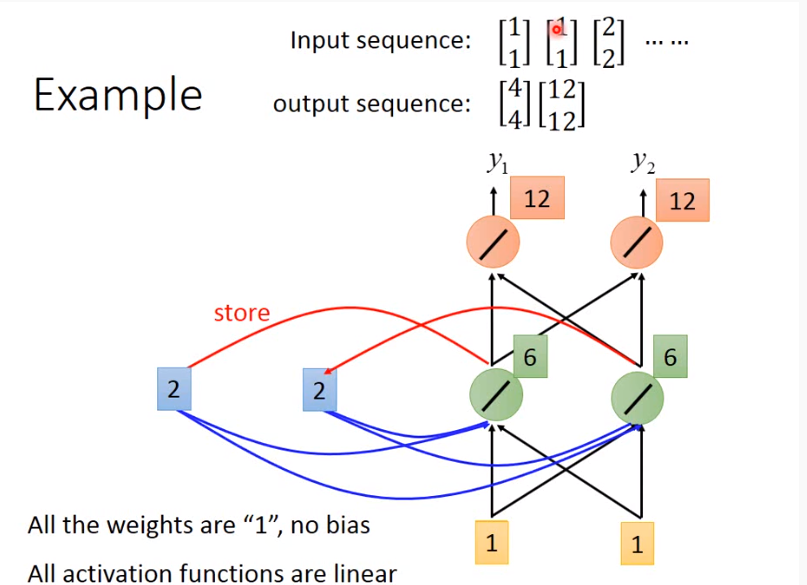 Input sequence: [1 1] [1 1] [2 2] ... ...
Example
output sequence: [4 4] [12 12]
y₁ y₂
12 12
store
6 6
2 2
All the weights are “1”, no bias
1 1
All activation functions are linear